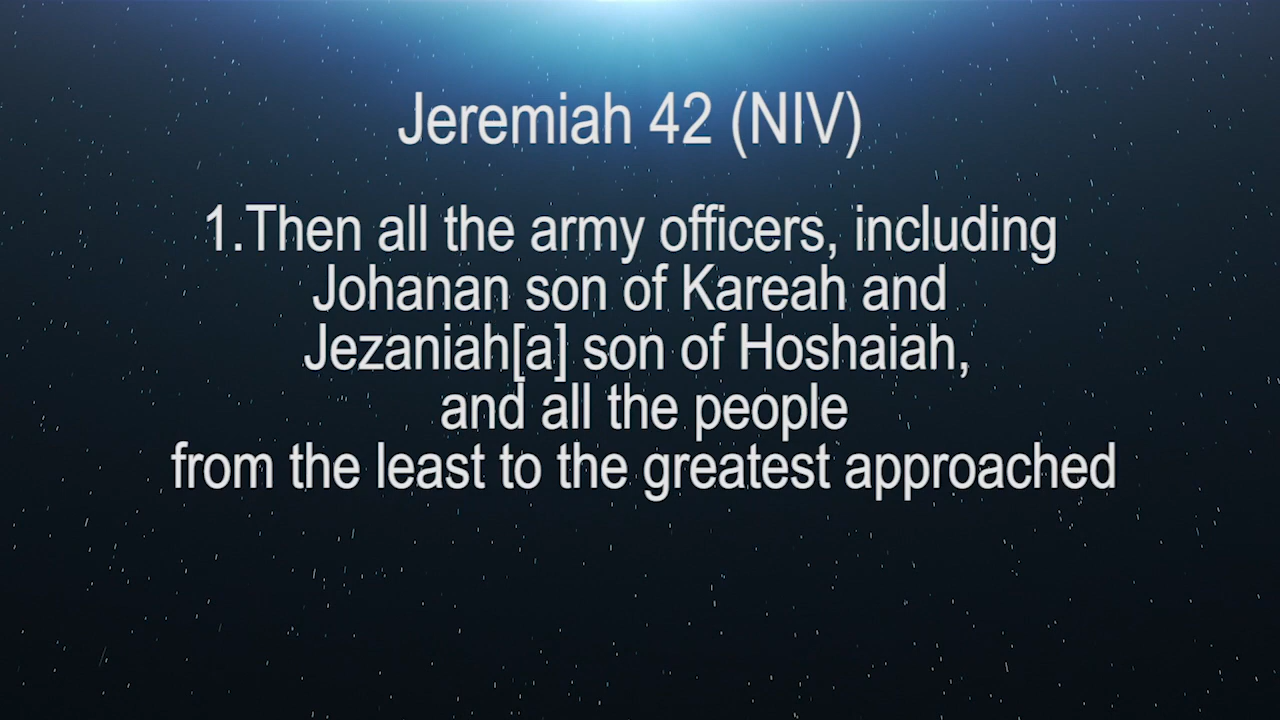 Jeremiah 42 (NIV)
1.Then all the army officers, including
Johanan son of Kareah and
Jezaniah[a] son of Hoshaiah,
and all the people
from the least to the greatest approached